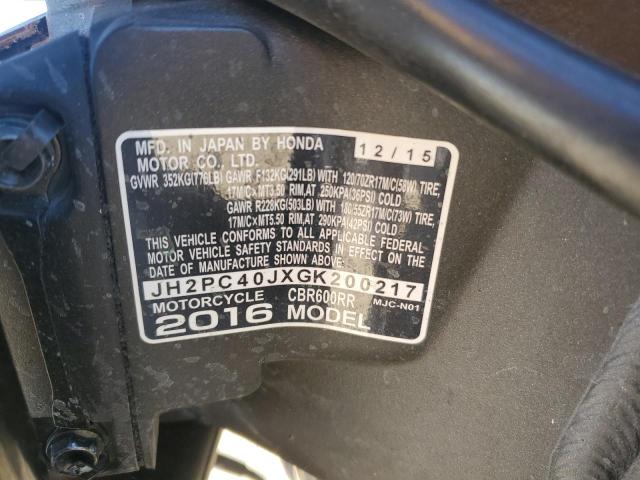 MFD. IN JAPAN BY HONDA
MOTOR CO., LTD. 12/15
GVWR 352KG(776LB) GAWR F132KG(291LB) WITH 120/70ZR17M/C(58W) TIRE,
17M/C×MT3.50 RIM, AT 250KPA(36PSI) COLD
GAWR R228KG(503LB) WITH 180/55ZR17M/C(73W) TIRE,
17M/C×MT5.50 RIM, AT 290KPA(42PSI) COLD
THIS VEHICLE CONFORMS TO ALL APPLICABLE FEDERAL
MOTOR VEHICLE SAFETY STANDARDS IN EFFECT ON THE
DATE OF MANUFACTURE SHOWN ABOVE.
JH2PC40JXGK200217
MOTORCYCLE CBR600RR MJC-N01
2016 MODEL